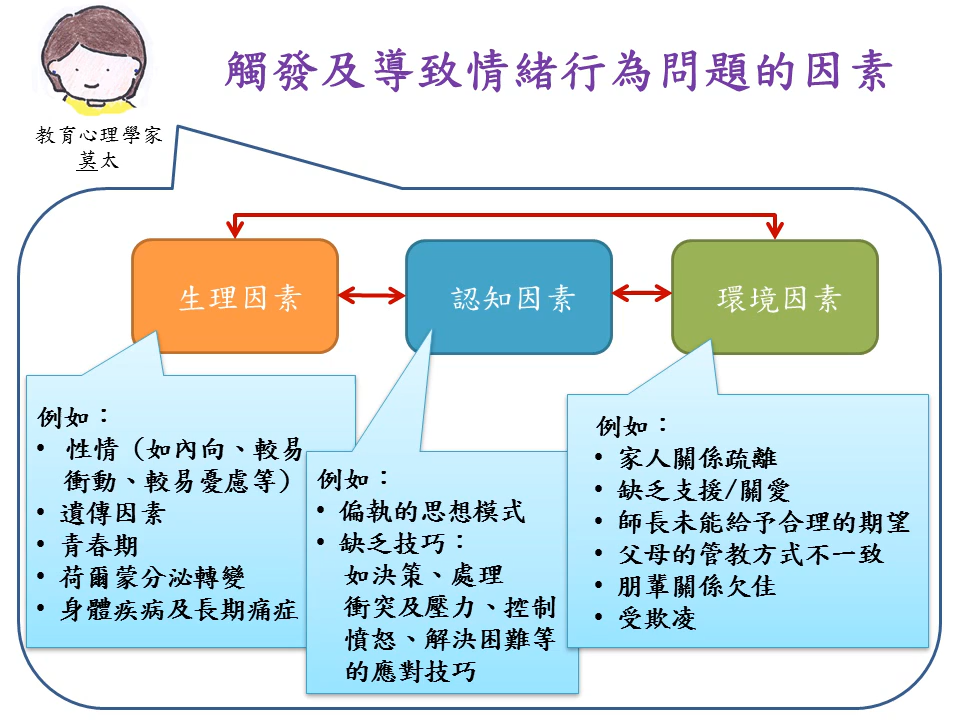 觸發及導致情緒行為問題的因素
教育心理學家
莫太
生理因素
認知因素
環境因素
例如：
• 性情（如內向、較易
衝動、較易憂慮等）
• 遺傳因素
• 青春期
• 荷爾蒙分泌轉變
• 身體疾病及長期痛症
例如：
• 偏執的思想模式
• 缺乏技巧：
如決策、處理
衝突及壓力、控制
憤怒、解決困難等
的應對技巧
例如：
• 家人關係疏離
• 缺乏支援/關愛
• 師長未能給予合理的期望
• 父母的管教方式不一致
• 朋輩關係欠佳
• 受欺凌